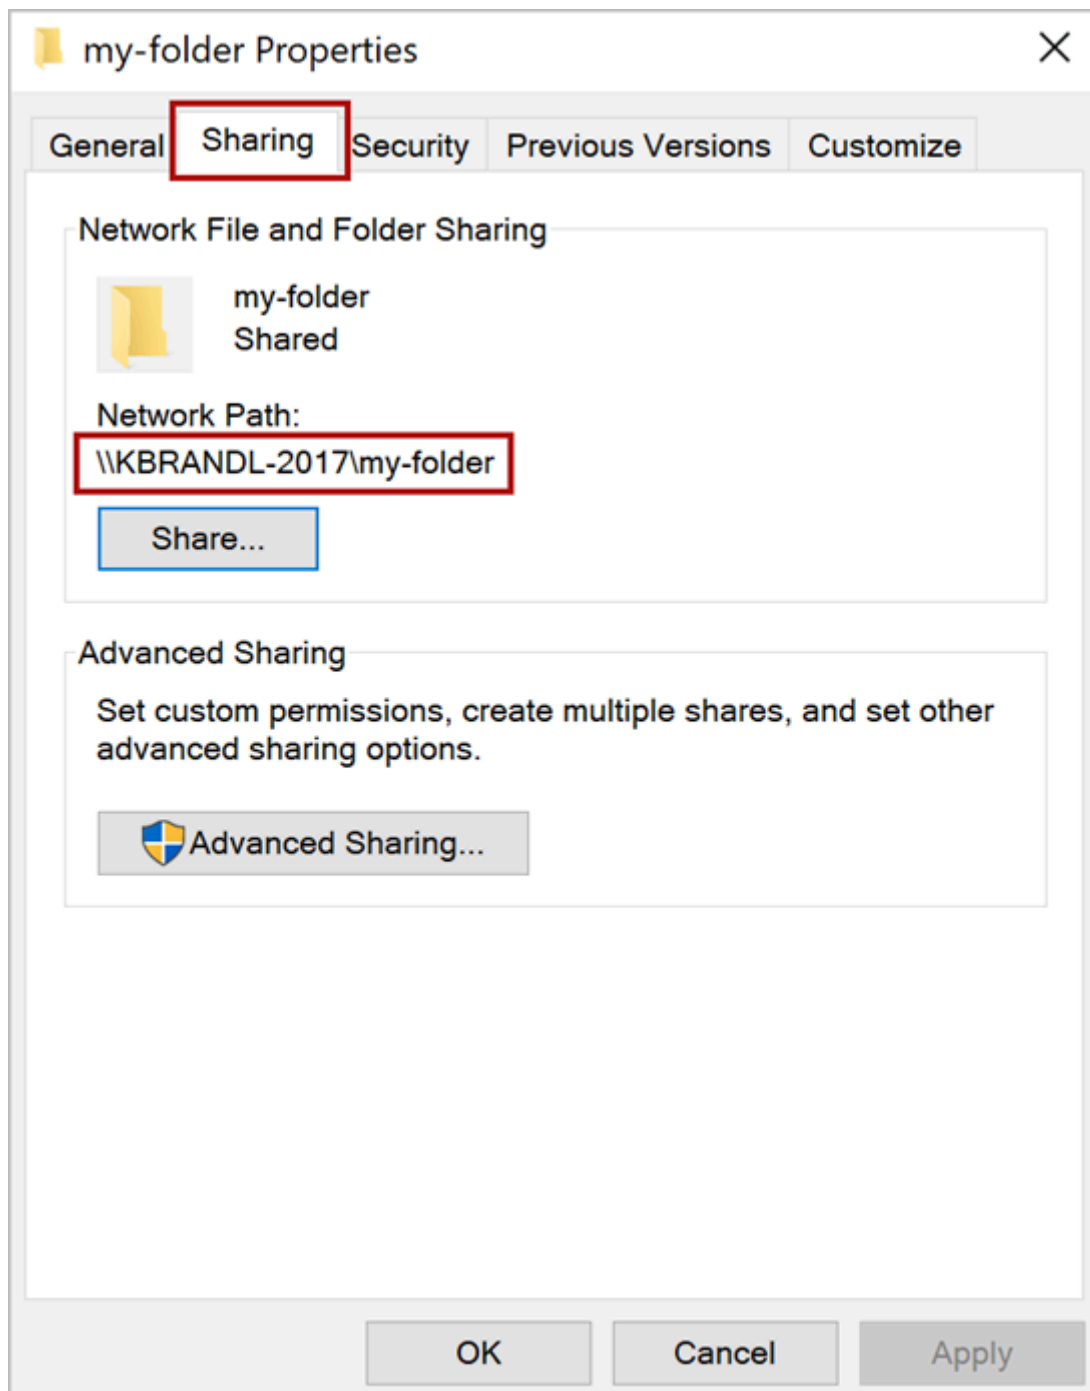 my-folder Properties
General Sharing Security Previous Versions Customize
Network File and Folder Sharing
my-folder
Shared
Network Path:
\\KBRANDL-2017\my-folder
Share...
Advanced Sharing
Set custom permissions, create multiple shares, and set other
advanced sharing options.
Advanced Sharing...
OK Cancel Apply